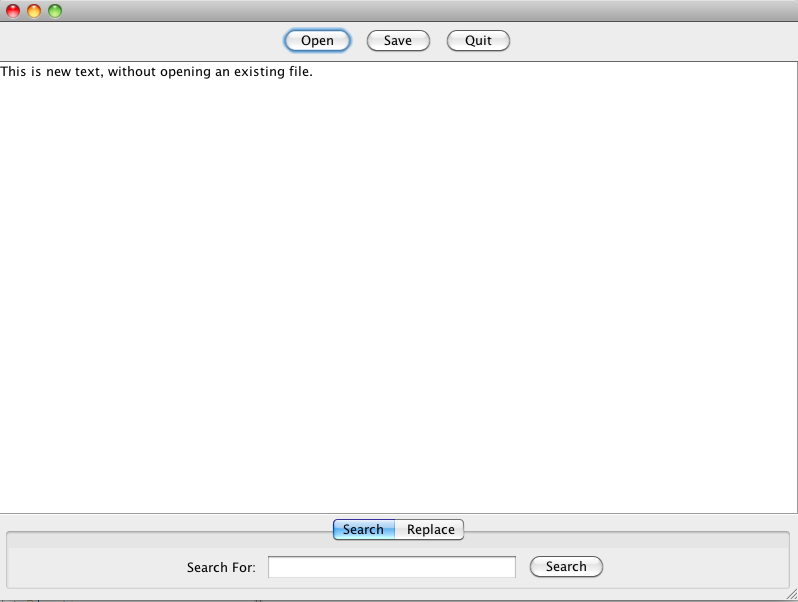 Open Save Quit
This is new text, without opening an existing file.
Search Replace
Search For: Search